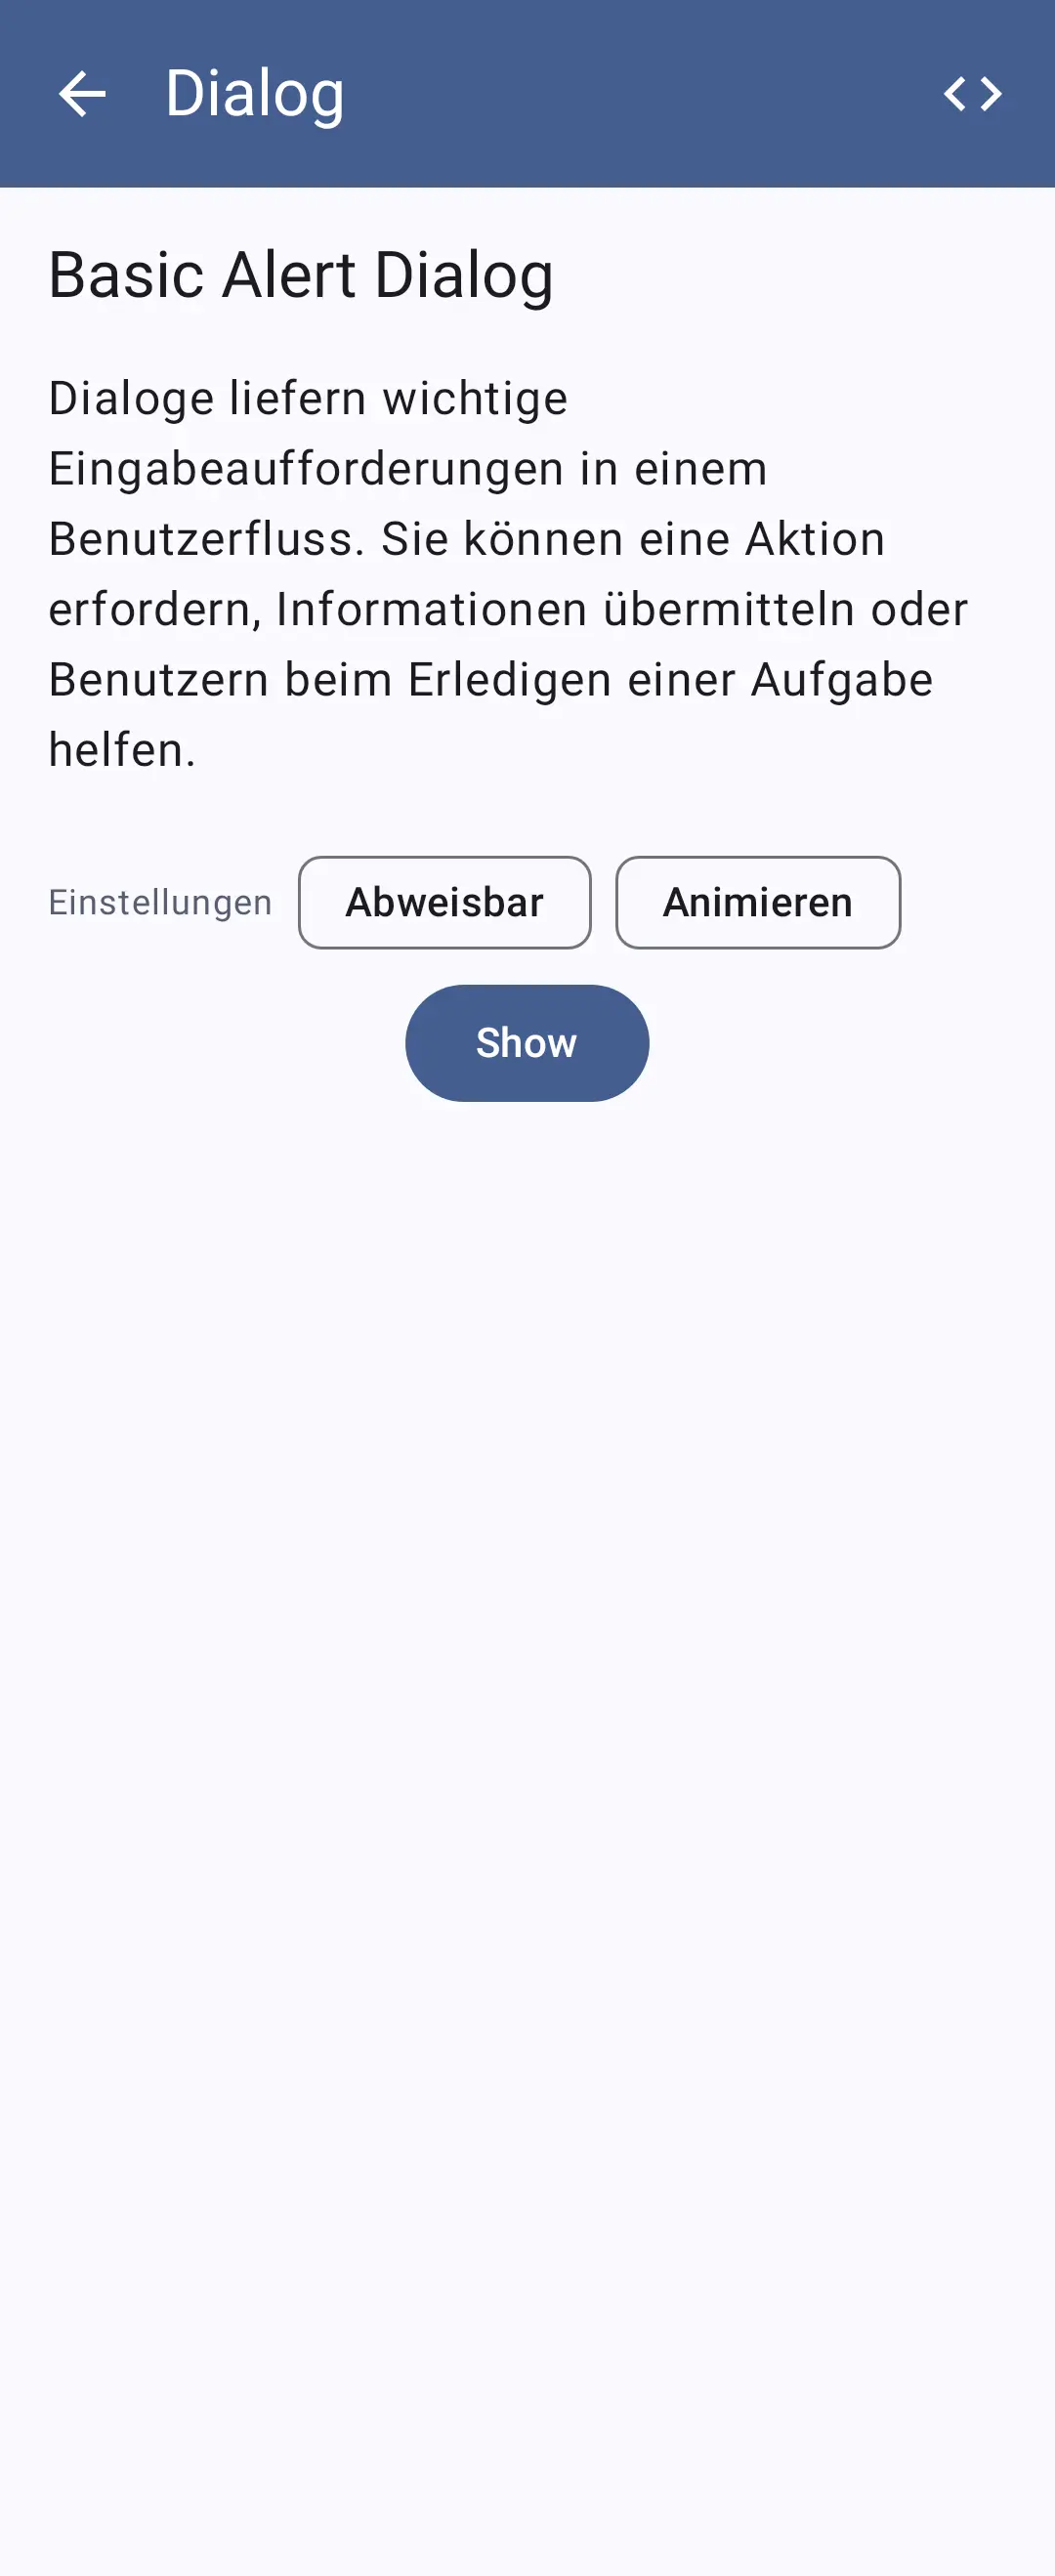 Dialog
Basic Alert Dialog
Dialoge liefern wichtige
Eingabeaufforderungen in einem
Benutzerfluss. Sie können eine Aktion
erfordern, Informationen übermitteln oder
Benutzern beim Erledigen einer Aufgabe
helfen.
Einstellungen Abweisbar Animieren
Show